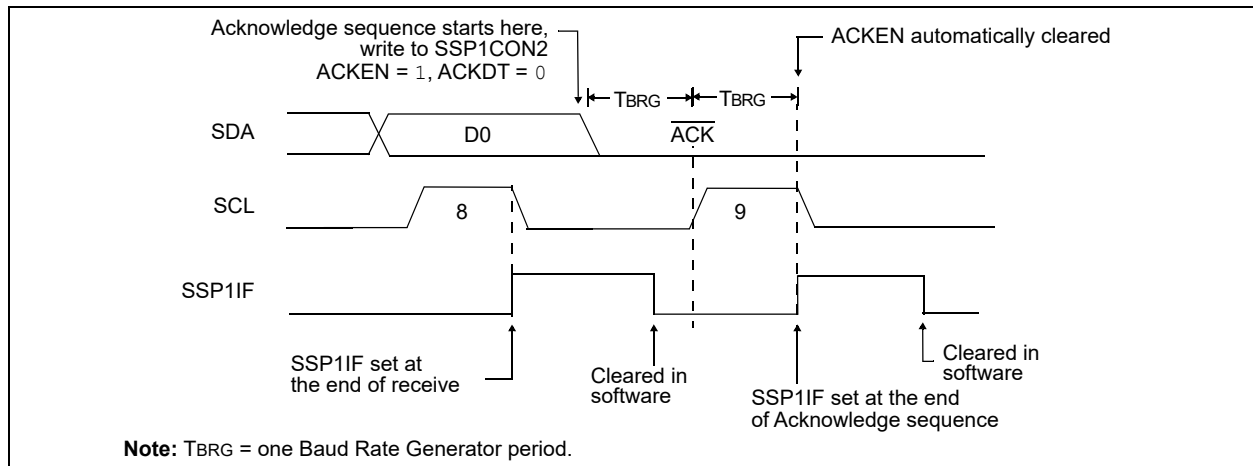 Acknowledge sequence starts here,
write to SSP1CON2
ACKEN = 1, ACKDT = 0
ACKEN automatically cleared
TBRG
TBRG
SDA
D0
ACK
SCL
8
9
SSP1IF
SSP1IF set at
the end of receive
Cleared in
software
SSP1IF set at the end
of Acknowledge sequence
Cleared in
software
Note: TBRG = one Baud Rate Generator period.